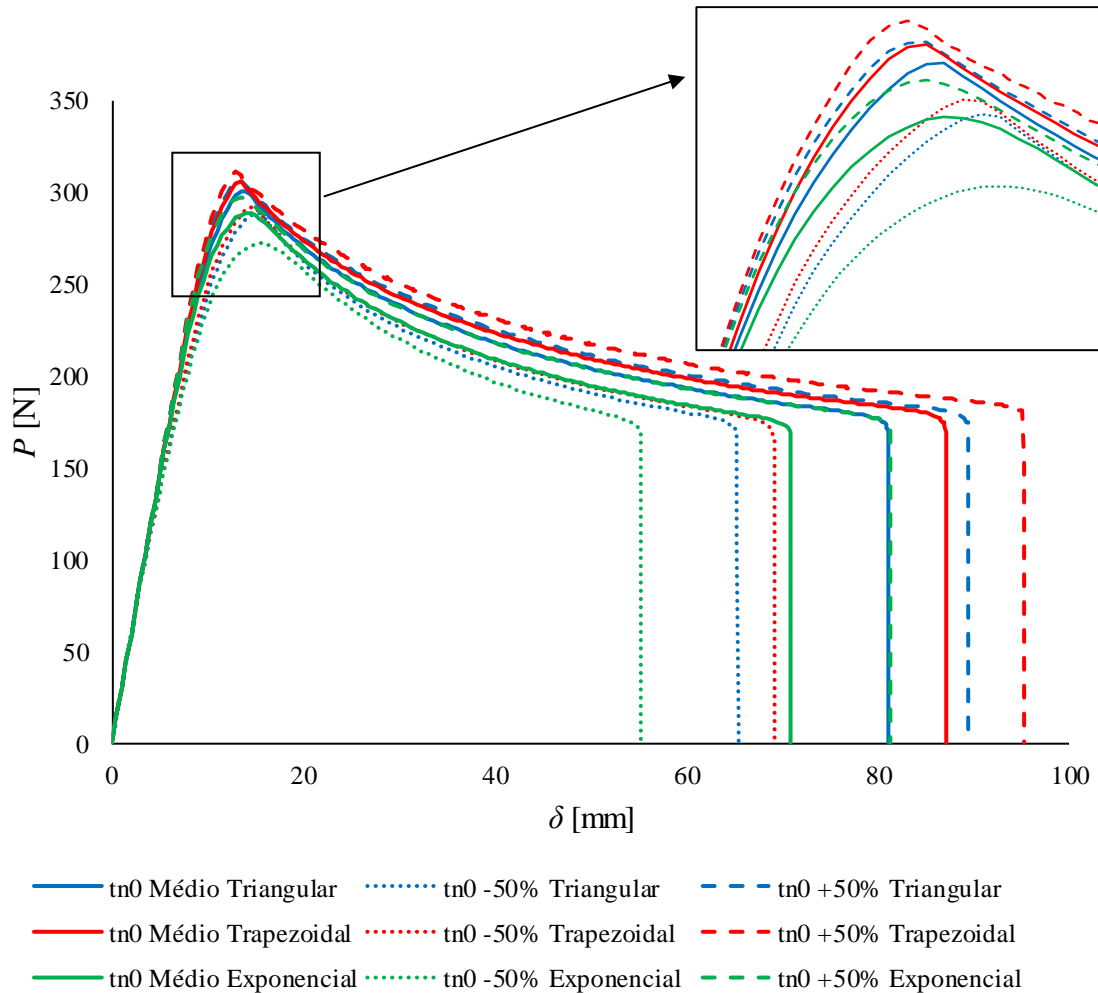 350
300
250
200
150
100
50
0
P [N]
0 20 40 60 80 100
δ [mm]
tn0 Médio Triangular tn0 -50% Triangular tn0 +50% Triangular
tn0 Médio Trapezoidal tn0 -50% Trapezoidal tn0 +50% Trapezoidal
tn0 Médio Exponencial tn0 -50% Exponencial tn0 +50% Exponencial